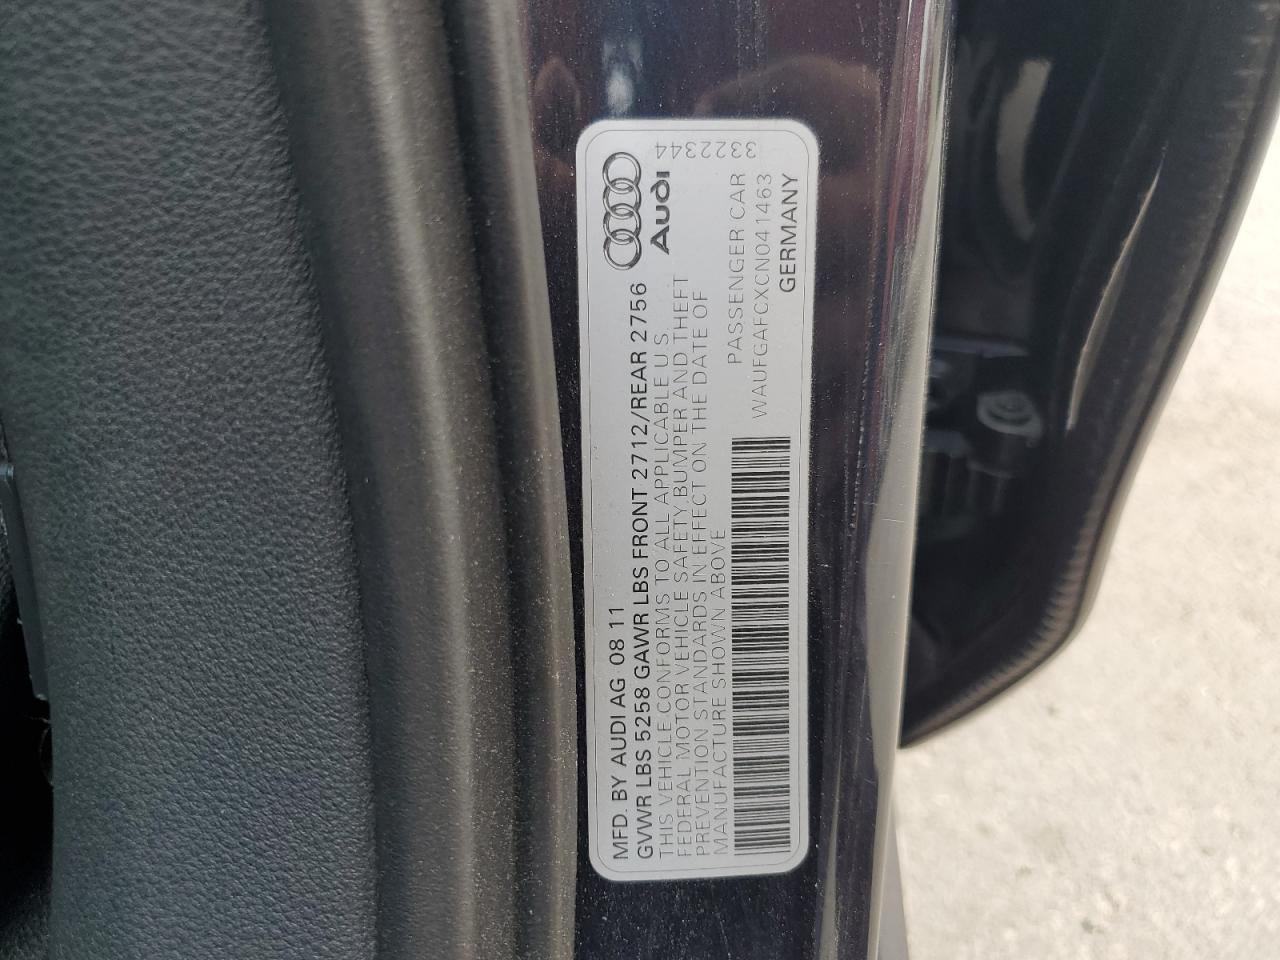 MFD. BY AUDI AG 08 11
GVWR LBS 5258 GAWR LBS FRONT 2712/REAR 2756
THIS VEHICLE CONFORMS TO ALL APPLICABLE U S
FEDERAL MOTOR VEHICLE SAFETY BUMPER AND THEFT
PREVENTION STANDARDS IN EFFECT ON THE DATE OF
MANUFACTURE SHOWN ABOVE
PASSENGER CAR
WAUFGAFCXCN041463
GERMANY
Audi
3322344